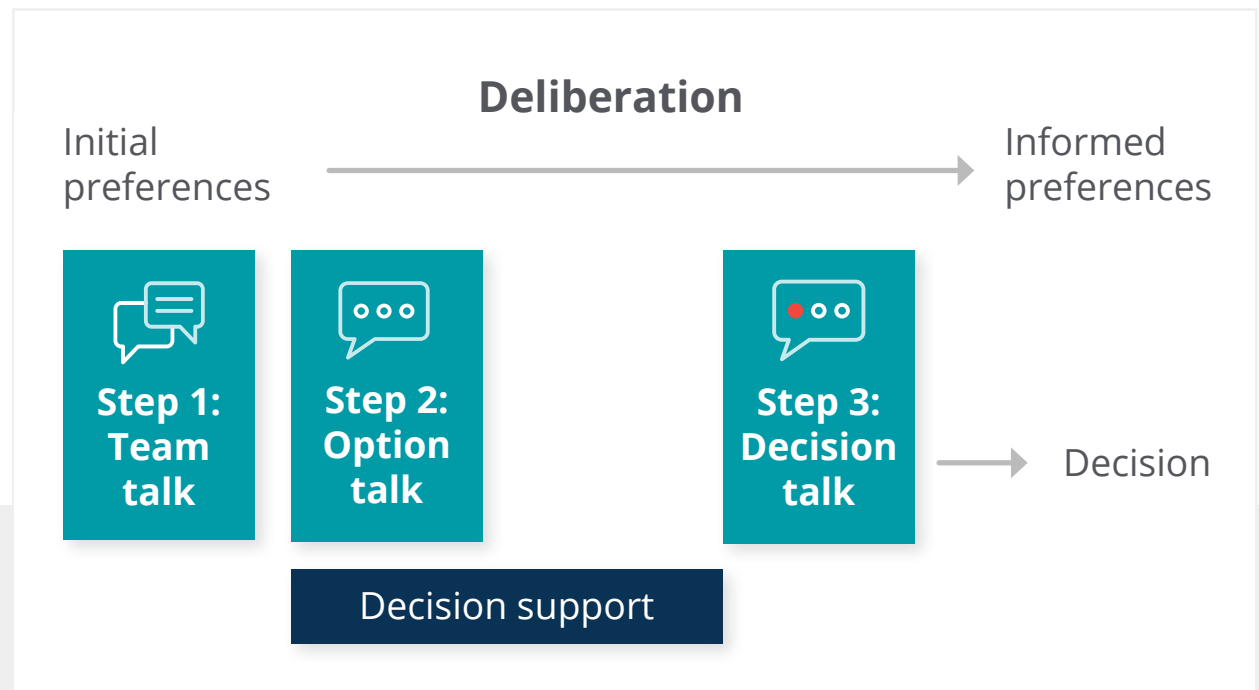 Deliberation
Initial
preferences
Informed
preferences
Step 1:
Team
talk
Step 2:
Option
talk
Step 3:
Decision
talk
Decision
Decision support